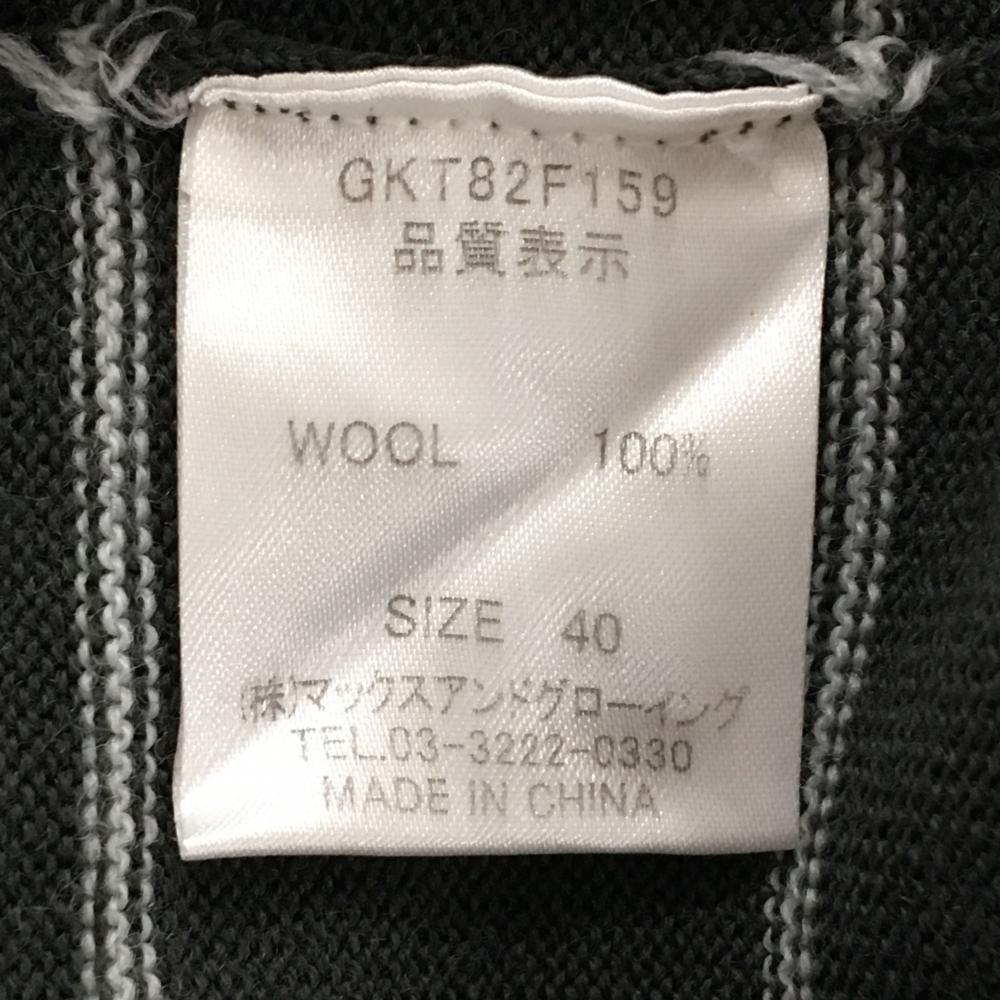 GKT82F159
品質表示
WOOL 100%
SIZE 40
(株)マックスアンドグローイング
TEL.03-3222-0330
MADE IN CHINA